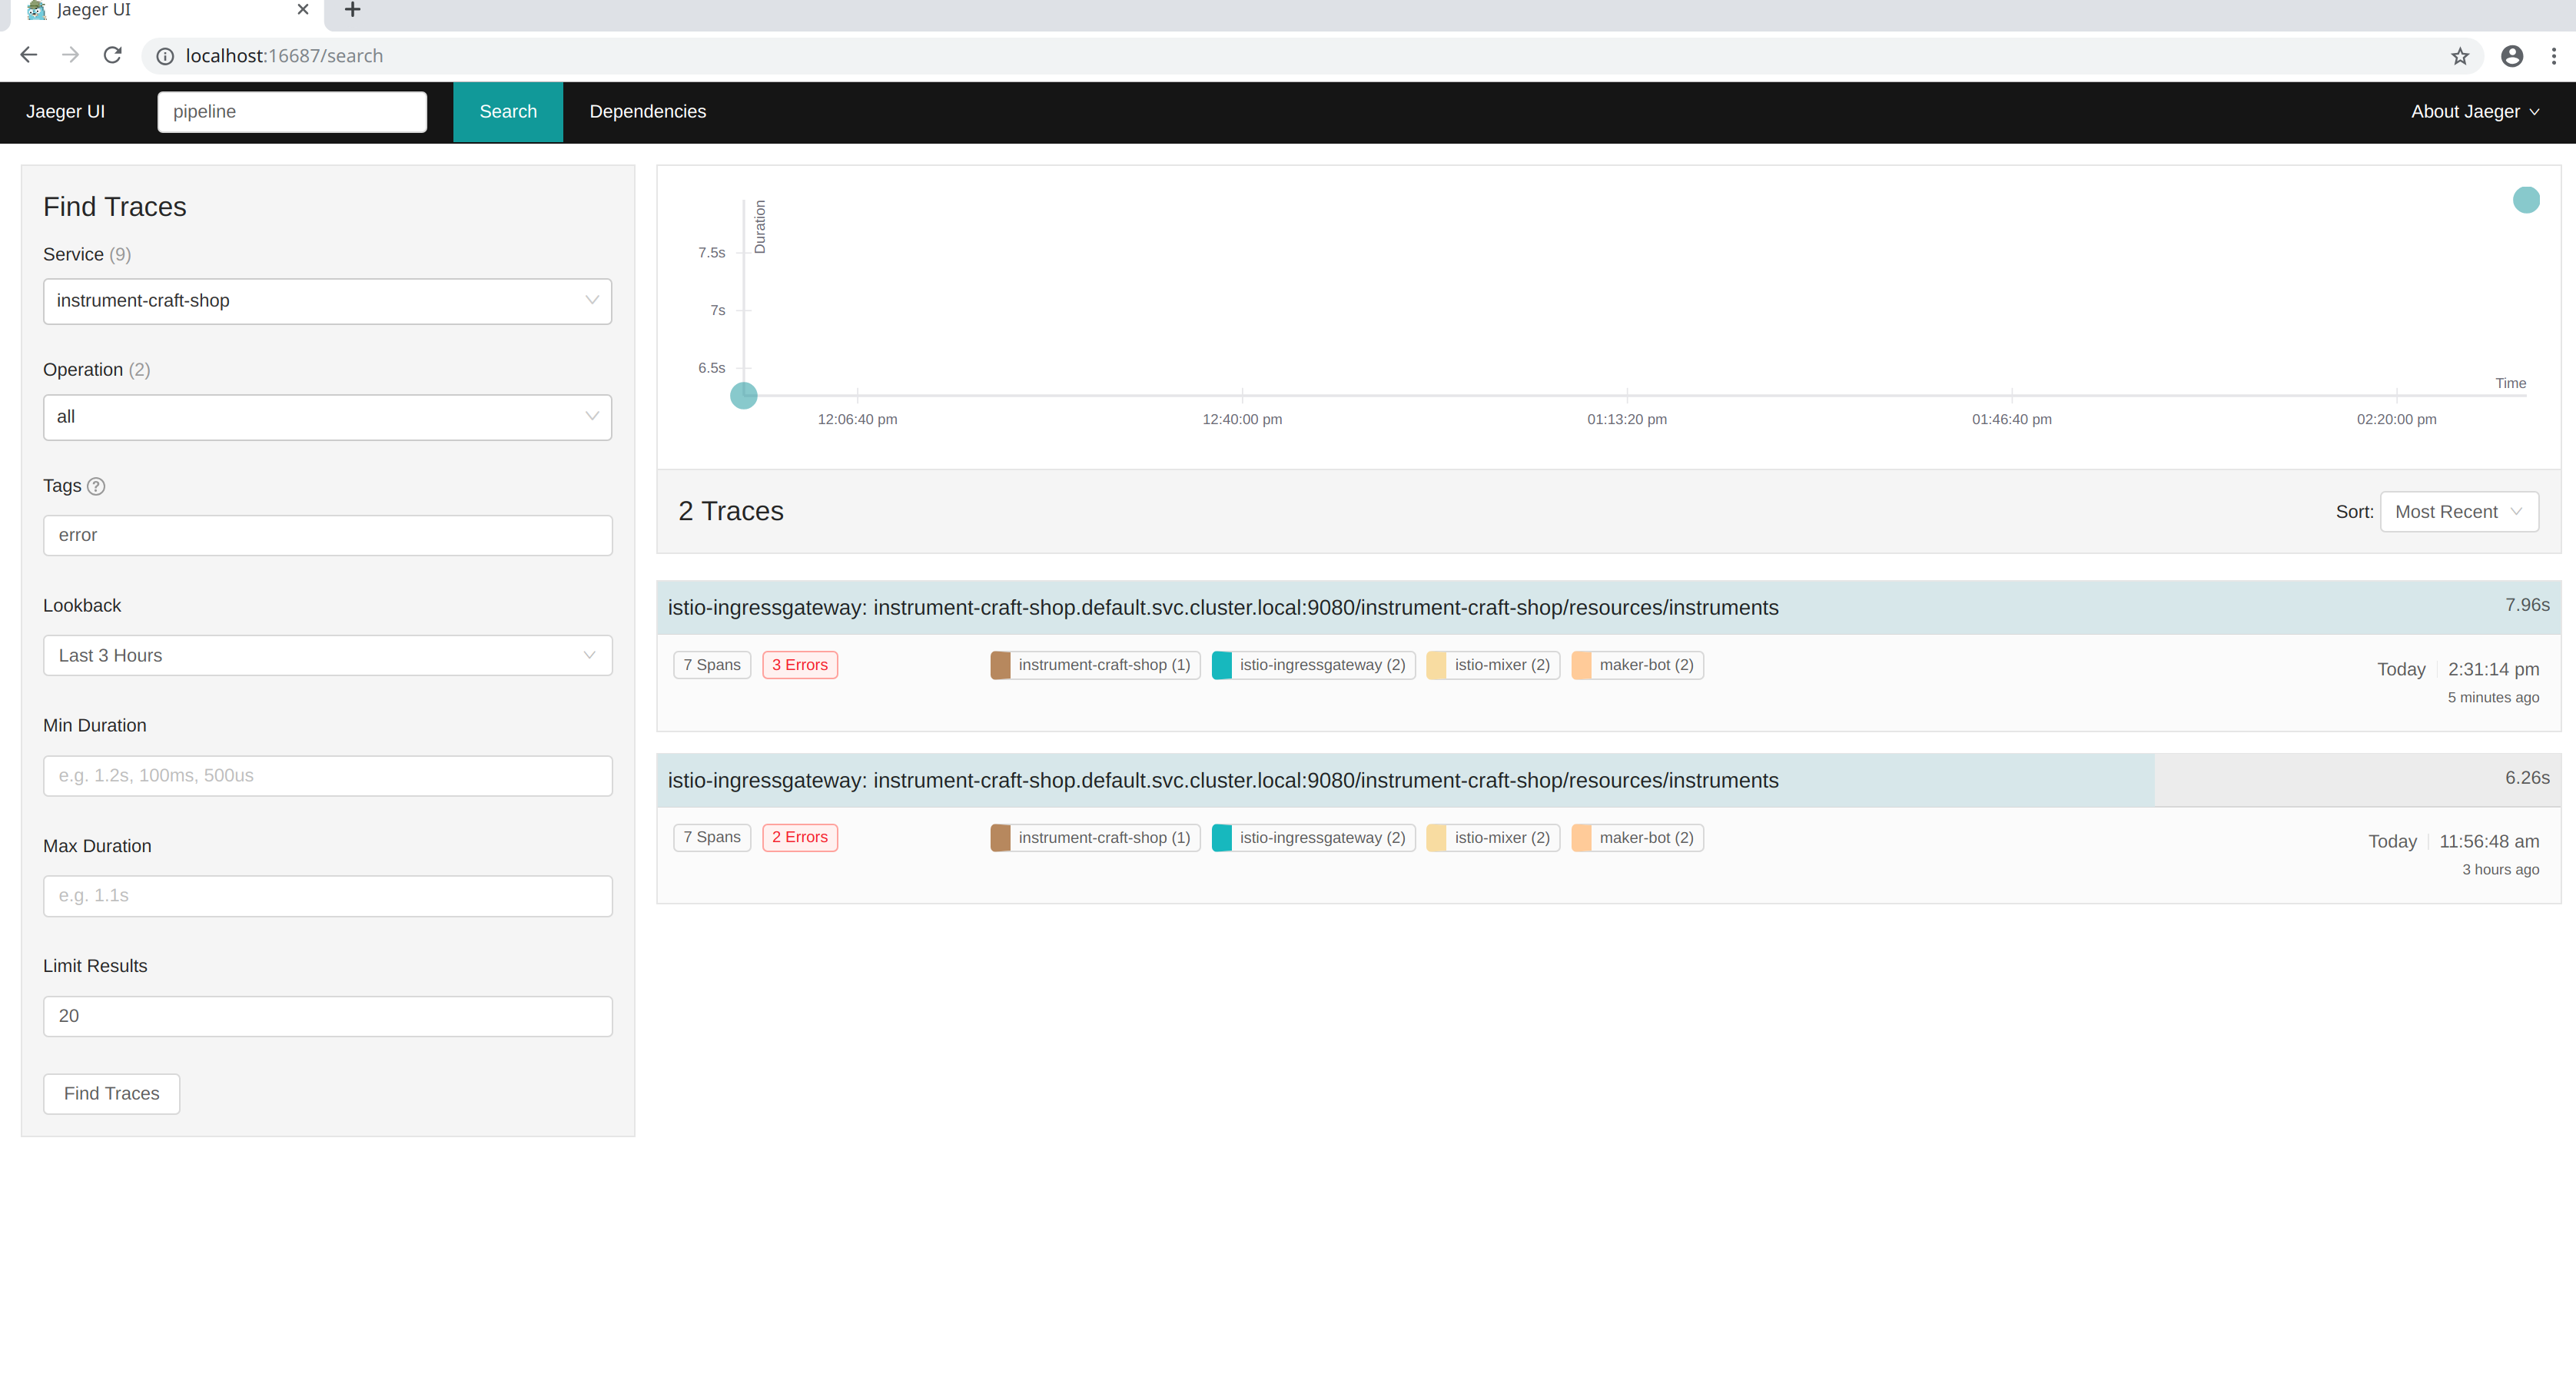 Jaeger UI
localhost:16687/search
Jaeger UI
pipeline
Search
Dependencies
About Jaeger
Find Traces
Service (9)
instrument-craft-shop
Operation (2)
all
Tags ?
error
Lookback
Last 3 Hours
Min Duration
e.g. 1.2s, 100ms, 500us
Max Duration
e.g. 1.1s
Limit Results
20
Find Traces
Duration
7.5s
7s
6.5s
Time
12:06:40 pm
12:40:00 pm
01:13:20 pm
01:46:40 pm
02:20:00 pm
2 Traces
Sort: Most Recent
istio-ingressgateway: instrument-craft-shop.default.svc.cluster.local:9080/instrument-craft-shop/resources/instruments
7.96s
7 Spans
3 Errors
instrument-craft-shop (1)
istio-ingressgateway (2)
istio-mixer (2)
maker-bot (2)
Today
2:31:14 pm
5 minutes ago
istio-ingressgateway: instrument-craft-shop.default.svc.cluster.local:9080/instrument-craft-shop/resources/instruments
6.26s
7 Spans
2 Errors
instrument-craft-shop (1)
istio-ingressgateway (2)
istio-mixer (2)
maker-bot (2)
Today
11:56:48 am
3 hours ago